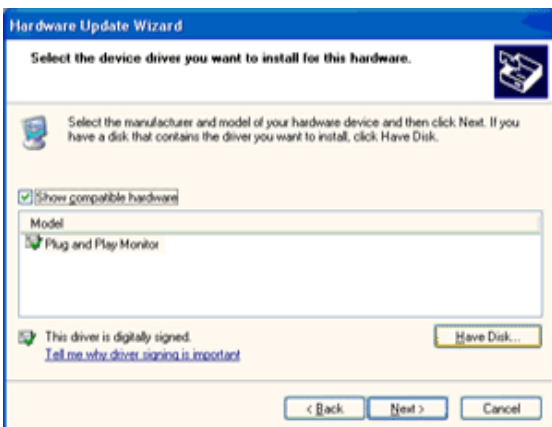 Hardware Update Wizard
Select the device driver you want to install for this hardware.
Select the manufacturer and model of your hardware device and then click Next. If you
have a disk that contains the driver you want to install, click Have Disk.
Show compatible hardware
Model
Plug and Play Monitor
This driver is digitally signed.
Tell me why driver signing is important
Have Disk...
< Back
Next >
Cancel